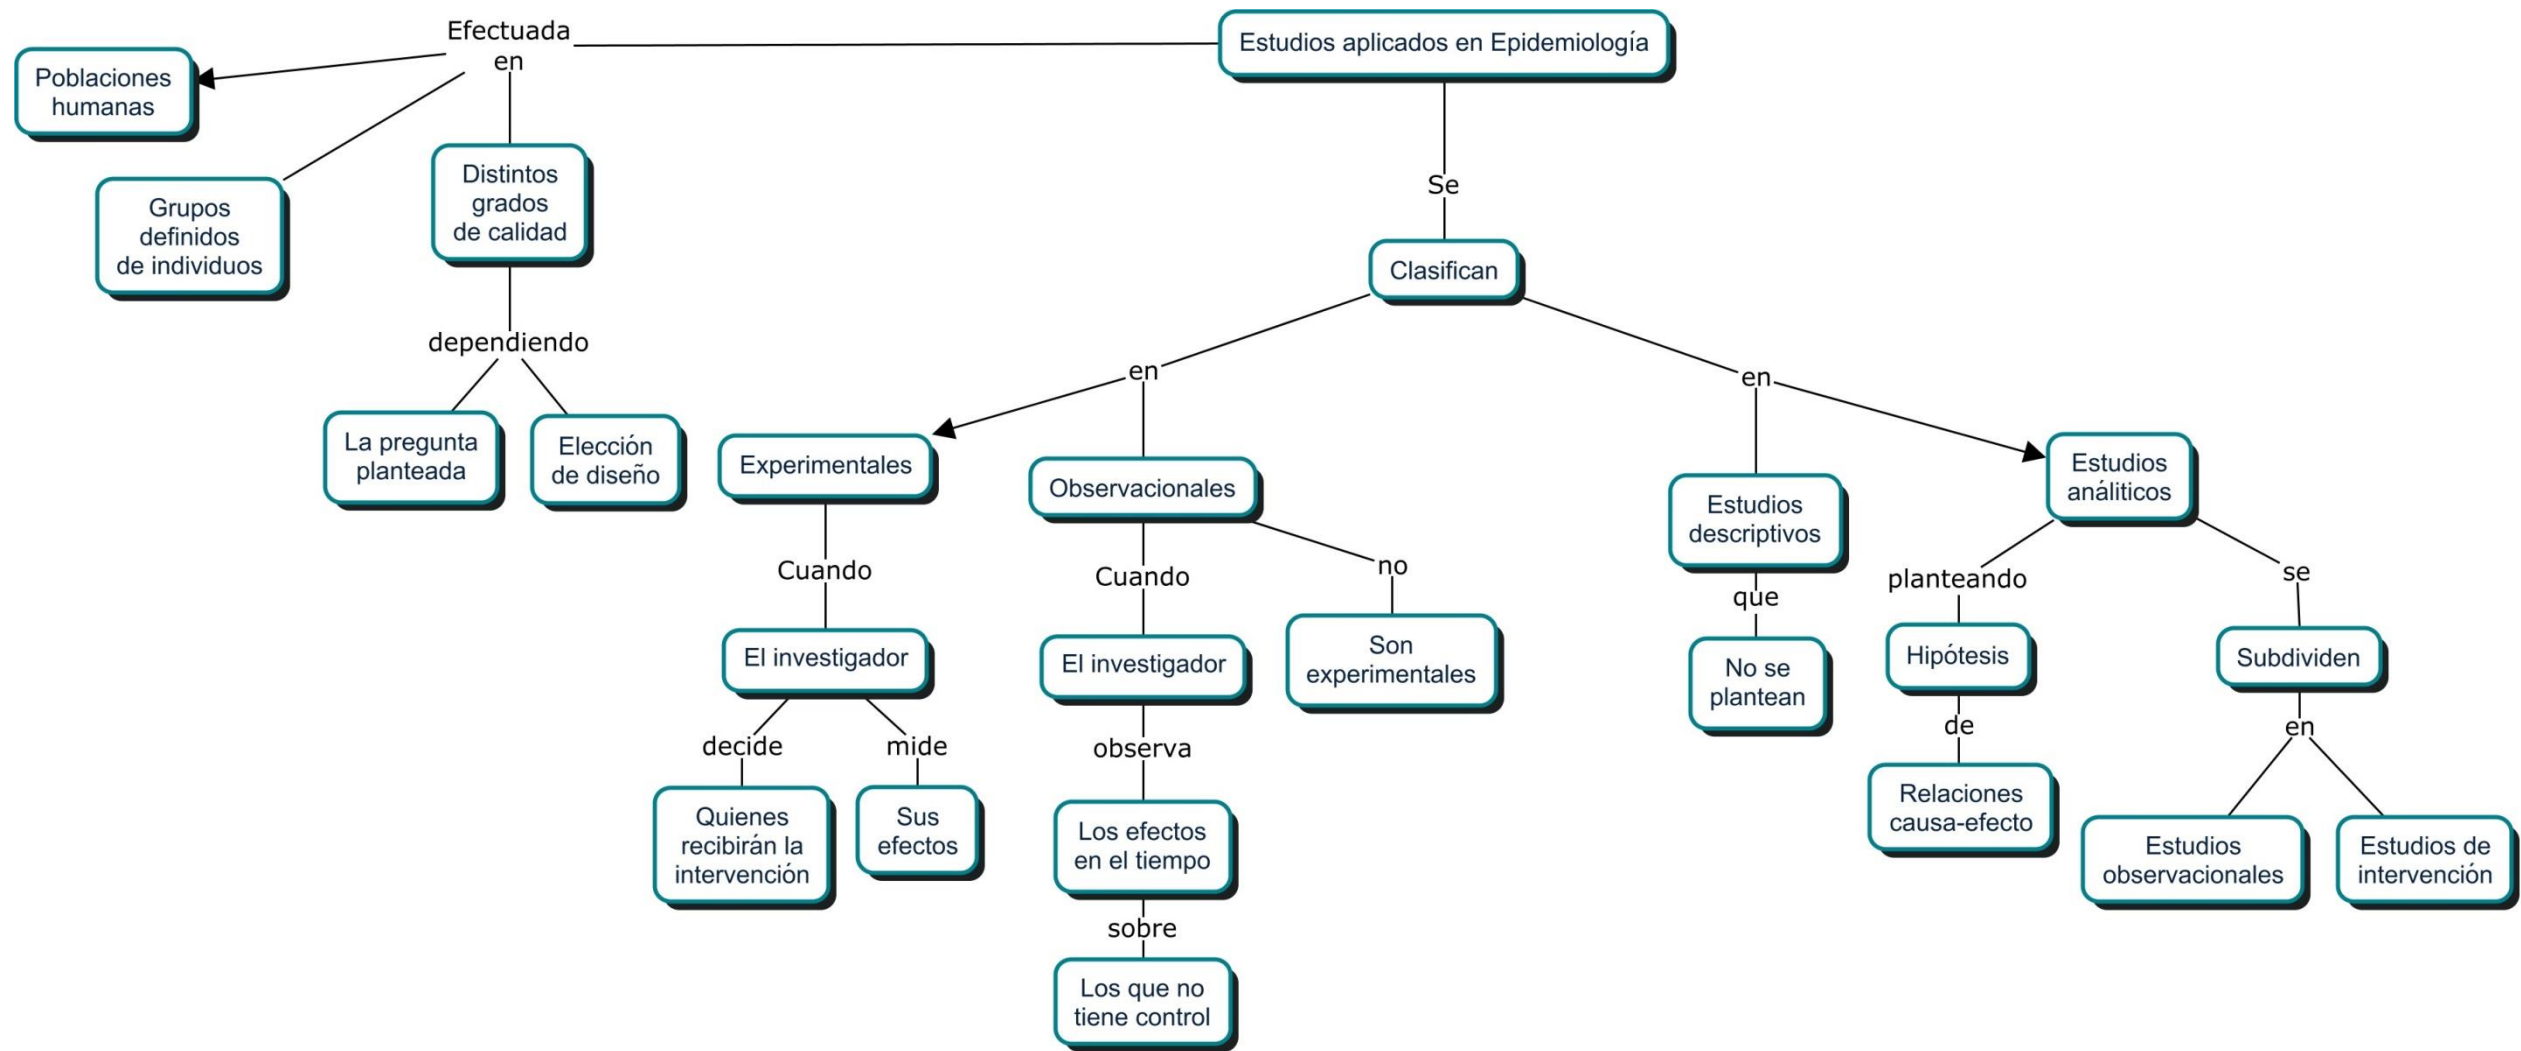 Estudios aplicados en Epidemiología
Efectuada
en
Poblaciones
humanas
Grupos
definidos
de individuos
Distintos
grados
de calidad
dependiendo
La pregunta
planteada
Elección
de diseño
Se
Clasifican
en
Experimentales
Cuando
El investigador
decide
Quienes
recibirán la
intervención
mide
Sus
efectos
Observacionales
Cuando
El investigador
observa
Los efectos
en el tiempo
sobre
Los que no
tiene control
no
Son
experimentales
en
Estudios
descriptivos
que
No se
plantean
Estudios
análiticos
planteando
Hipótesis
de
Relaciones
causa-efecto
se
Subdividen
en
Estudios
observacionales
Estudios de
intervención